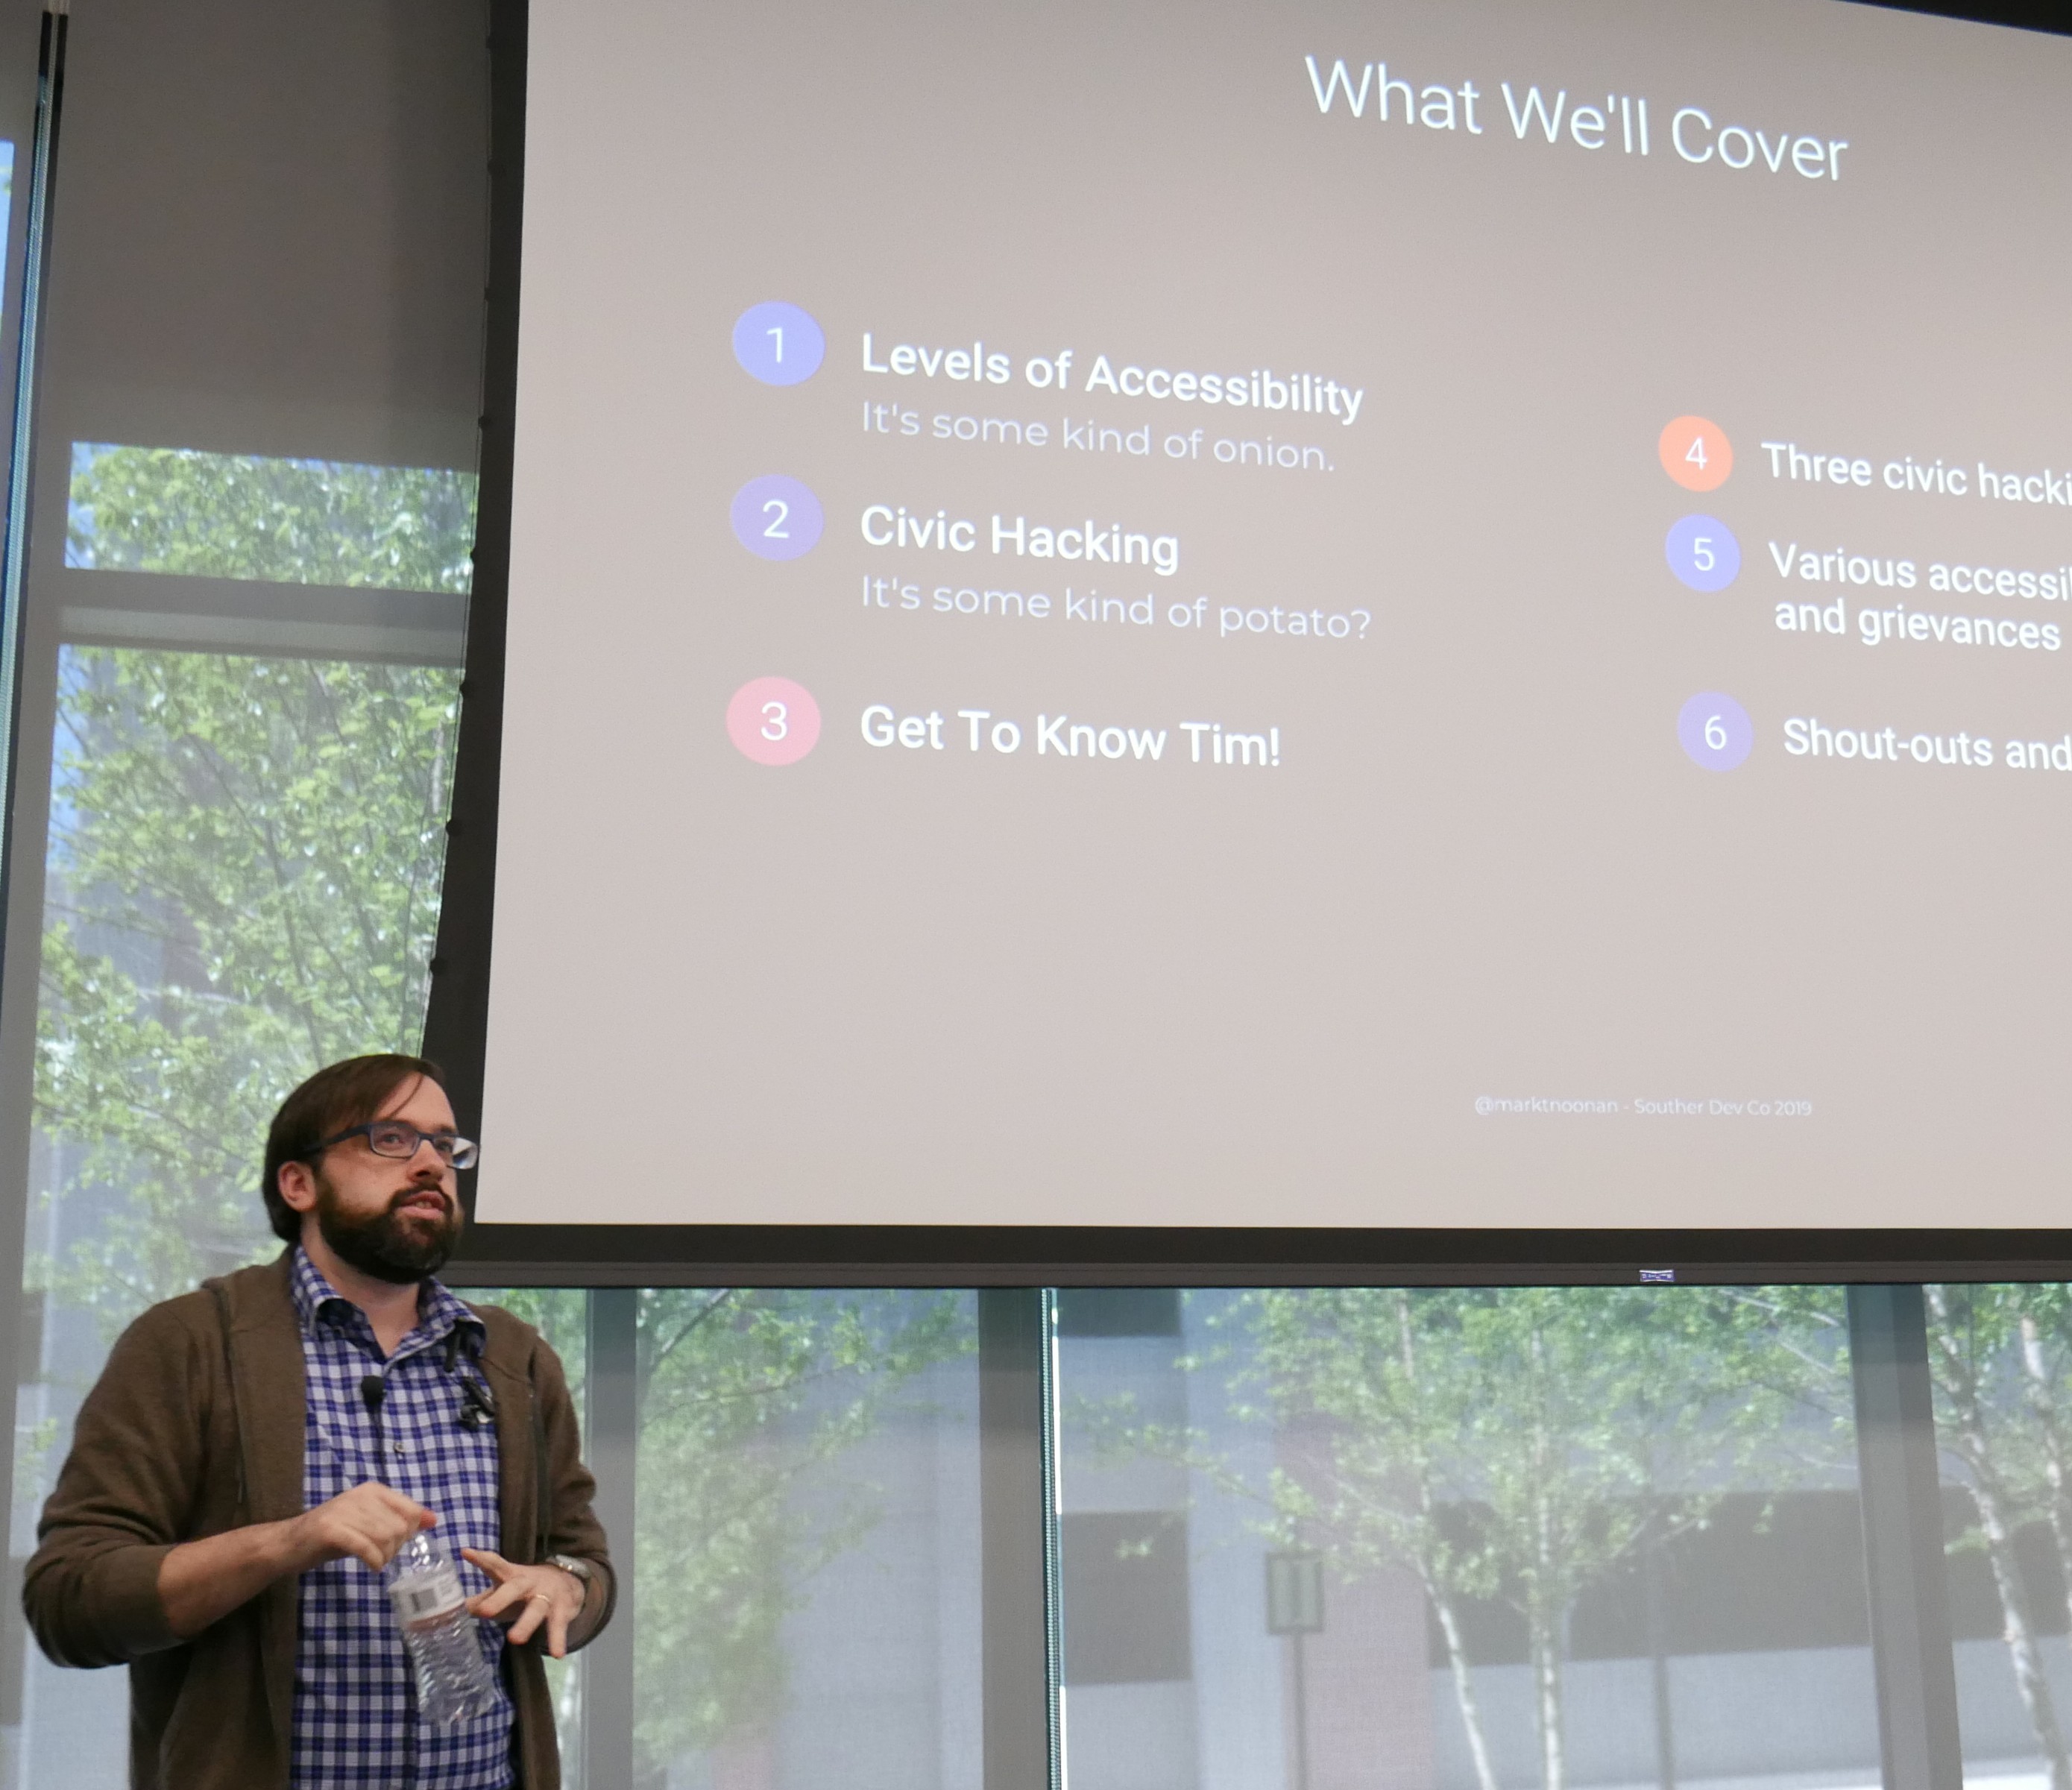 What We'll Cover
1
Levels of Accessibility
It's some kind of onion.
2
Civic Hacking
It's some kind of potato?
3
Get To Know Tim!
4
Three civic
5
Various
and grievances
6
Shout-outs and
@marktnoonan - Souther Dev Co 2019